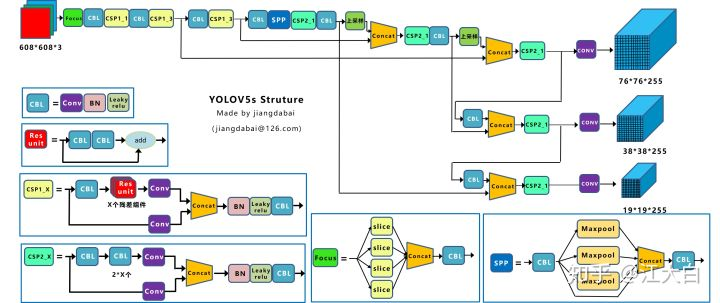 608*608*3
Focus CBL CSP1_1 CBL CSP1_3 CBL CSP1_3 CBL SPP CSP2_1 CBL 上采样 Concat CSP2_1 CBL 上采样 Concat CSP2_1 CONV
76*76*255
CBL Concat CSP2_1 CONV
38*38*255
CBL Concat CSP2_1 CONV
19*19*255
YOLOV5s Struture
Made by jiangdabai
(jiangdabai@126.com)
CBL = Conv BN Leaky relu
Res unit = CBL CBL add
CSP1_X = CBL Res unit Conv Concat BN Leaky relu CBL
X个残差组件
Conv
CSP2_X = CBL CBL Conv Concat BN Leaky relu CBL
2*X个
Conv
Focus = slice slice slice slice Concat CBL
SPP = CBL Maxpool Maxpool Maxpool Concat CBL
知乎 @江大白